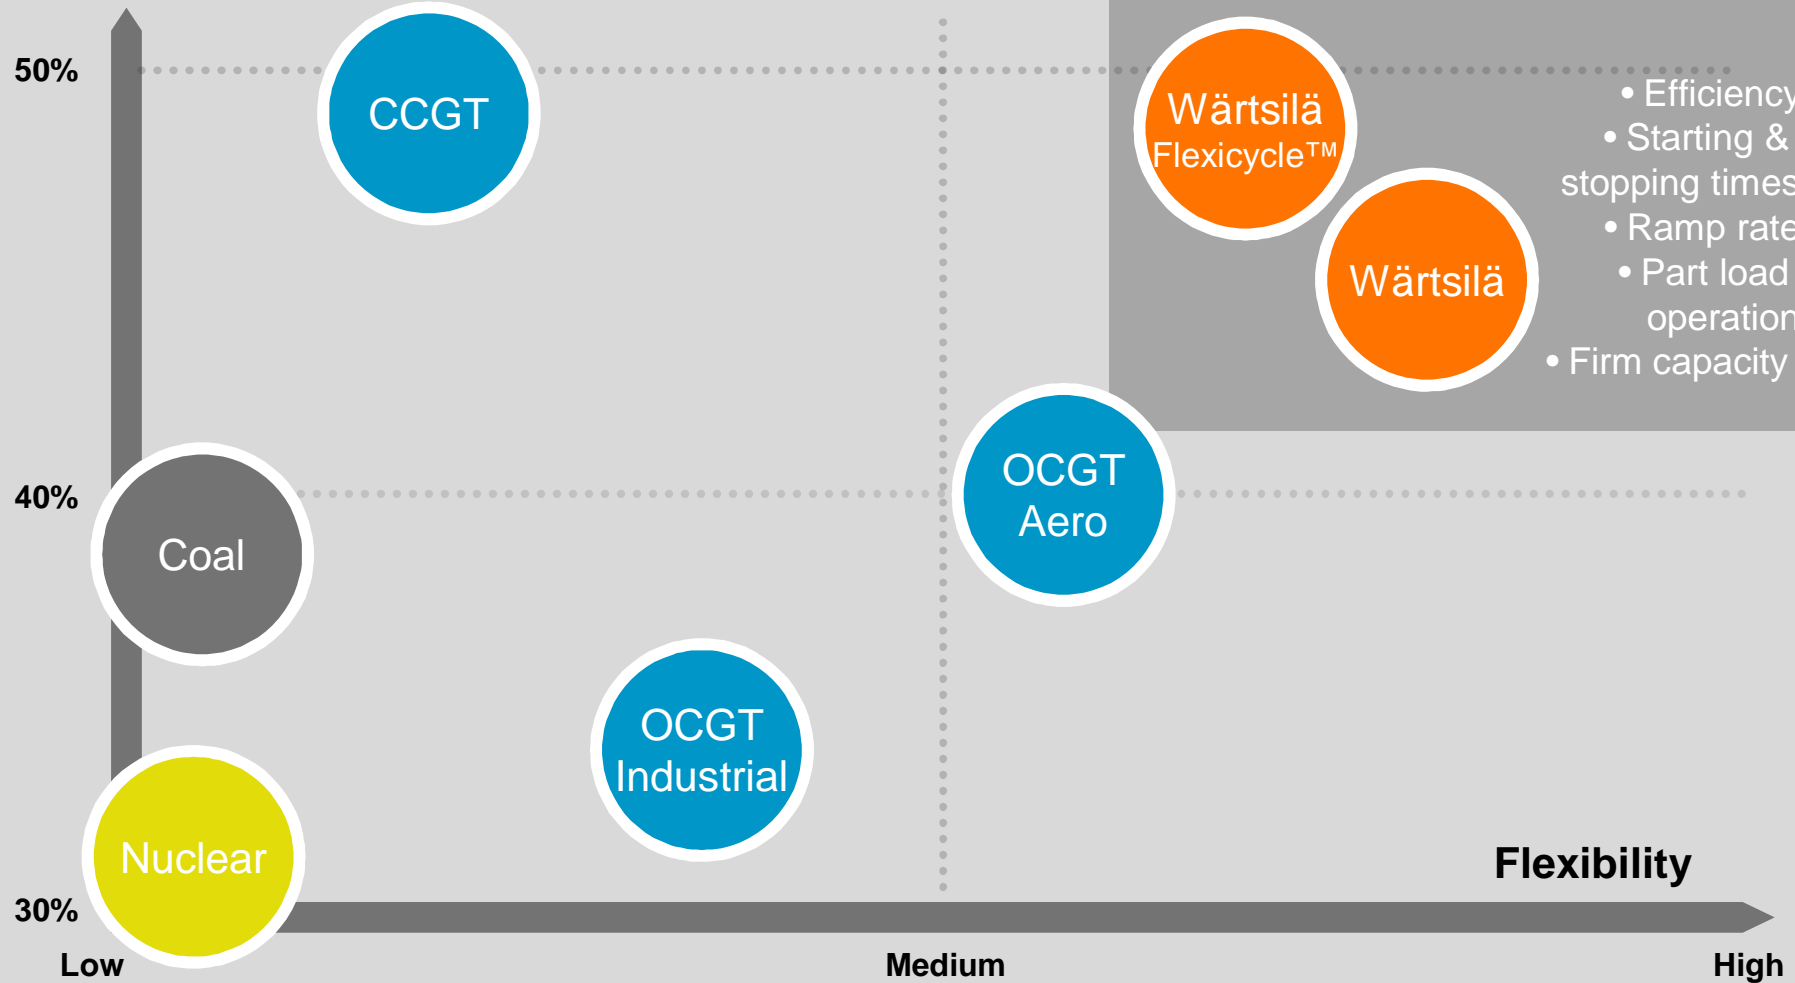 50%
CCGT
Wärtsilä
Flexicycle™
• Efficiency
• Starting &
stopping times
• Ramp rate
• Part load
operation
• Firm capacity
Wärtsilä
40%
OCGT
Aero
Coal
OCGT
Industrial
Nuclear
Flexibility
30%
Low
Medium
High